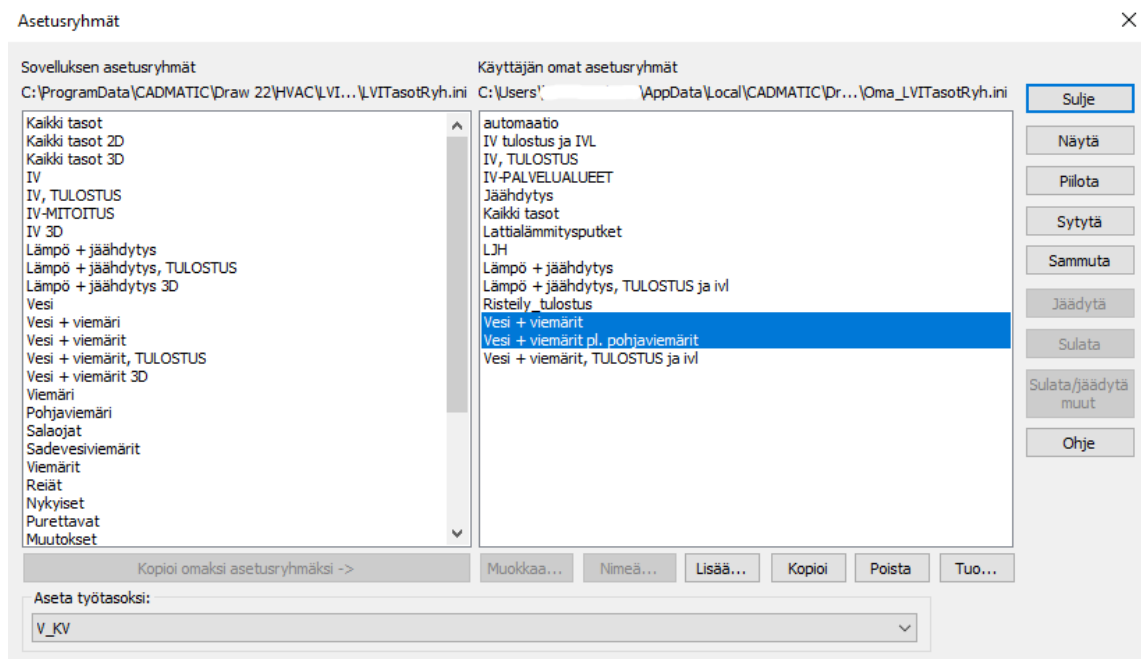 Asetusryhmät
Sovelluksen asetusryhmät
C:\ProgramData\CADMATIC\Draw 22\HVAC\LVI...\LVITasotRyh.ini
Kaikki tasot
Kaikki tasot 2D
Kaikki tasot 3D
IV
IV, TULOSTUS
IV-MITOITUS
IV 3D
Lämpö + jäähdytys
Lämpö + jäähdytys, TULOSTUS
Lämpö + jäähdytys 3D
Vesi
Vesi + viemäri
Vesi + viemärit
Vesi + viemärit, TULOSTUS
Vesi + viemärit 3D
Viemäri
Pohjaviemäri
Salaojat
Sadevesiviemärit
Viemärit
Reiät
Nykyiset
Purettavat
Muutokset
Kopioi omaksi asetusryhmäksi ->
Käyttäjän omat asetusryhmät
C:\Users\ \AppData\Local\CADMATIC\Dr...\Oma_LVITasotRyh.ini
automaatio
IV tulostus ja IVL
IV, TULOSTUS
IV-PALVELUALUEET
Jäähdytys
Kaikki tasot
Lattialämmitysputket
LJH
Lämpö + jäähdytys
Lämpö + jäähdytys, TULOSTUS ja ivl
Risteily_tulostus
Vesi + viemärit
Vesi + viemärit pl. pohjaviemärit
Vesi + viemärit, TULOSTUS ja ivl
Muokkaa... Nimeä... Lisää... Kopioi Poista Tuo...
Sulje
Näytä
Piilota
Sytytä
Sammuta
Jäädytä
Sulata
Sulata/jäädytä
muut
Ohje
Aseta työtasoksi:
V_KV